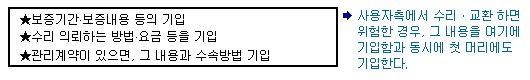 ★보증기간·보증내용 등의 기입
★수리 의뢰하는 방법·요금 등을 기입
★관리계약이 있으면, 그 내용과 수속방법 기입
사용자측에서 수리·교환 하면
위험한 경우, 그 내용을 여기에
기입함과 동시에 첫 머리에도
기입한다.